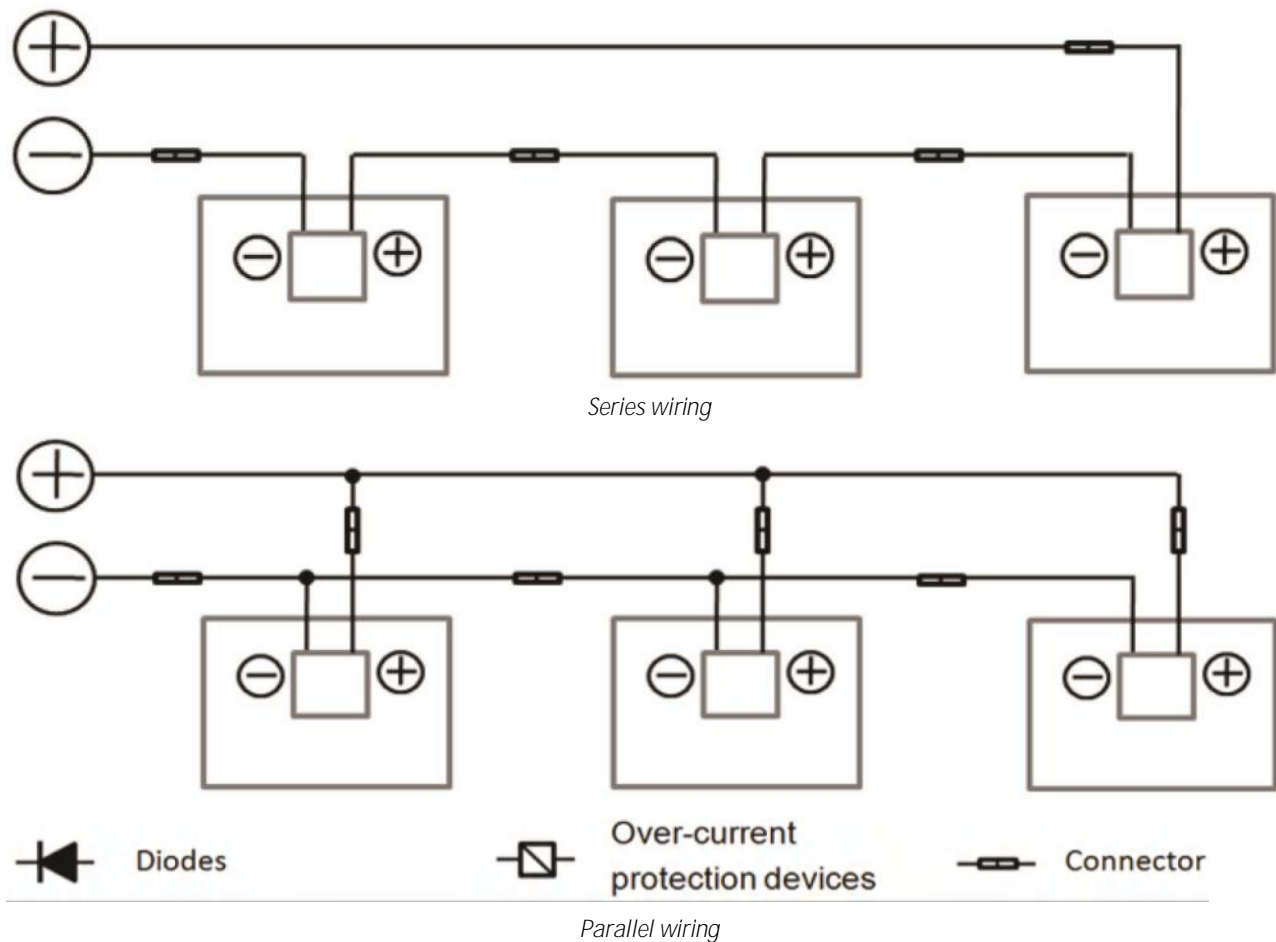 Series wiring
Diodes
Over-current
protection devices
Connector
Parallel wiring